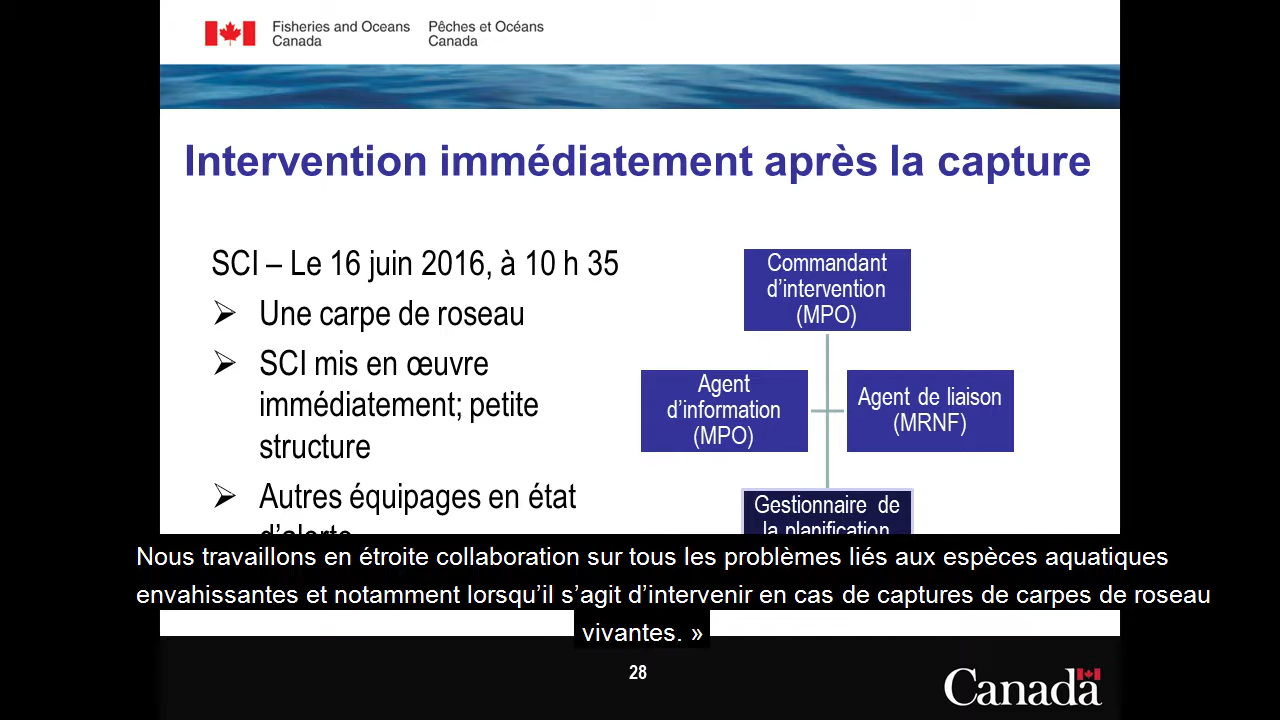 Fisheries and Oceans
Canada
Pêches et Océans
Canada
Intervention immédiatement après la capture
SCI – Le 16 juin 2016, à 10 h 35
➢ Une carpe de roseau
➢ SCI mis en œuvre
immédiatement; petite
structure
➢ Autres équipages en état
d'alerte
Commandant
d'intervention
(MPO)
Agent
d'information
(MPO)
Agent de liaison
(MRNF)
Gestionnaire de
la planification
Nous travaillons en étroite collaboration sur tous les problèmes liés aux espèces aquatiques
envahissantes et notamment lorsqu'il s'agit d'intervenir en cas de captures de carpes de roseau
vivantes. »
28
Canada